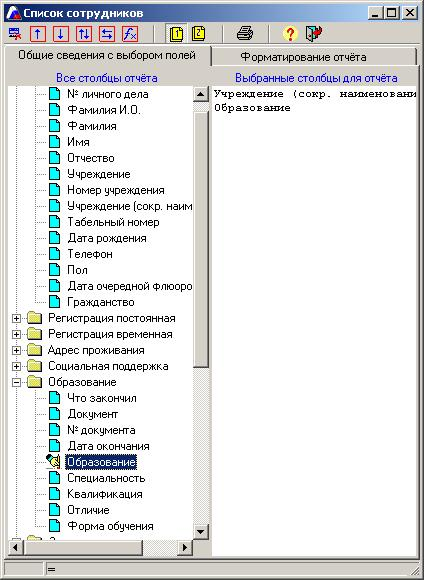 Список сотрудников
1 2 ?
Общие сведения с выбором полей
Форматирование отчёта
Все столбцы отчёта
Выбранные столбцы для отчёта
№ личного дела
Фамилия И.О.
Фамилия
Имя
Отчество
Учреждение
Номер учреждения
Учреждение (сокр. наим
Табельный номер
Дата рождения
Телефон
Пол
Дата очередной флюоро
Гражданство
Регистрация постоянная
Регистрация временная
Адрес проживания
Социальная поддержка
Образование
Что закончил
Документ
№ документа
Дата окончания
Образование
Специальность
Квалификация
Отличие
Форма обучения
Учреждение (сокр. наименовани
Образование
=